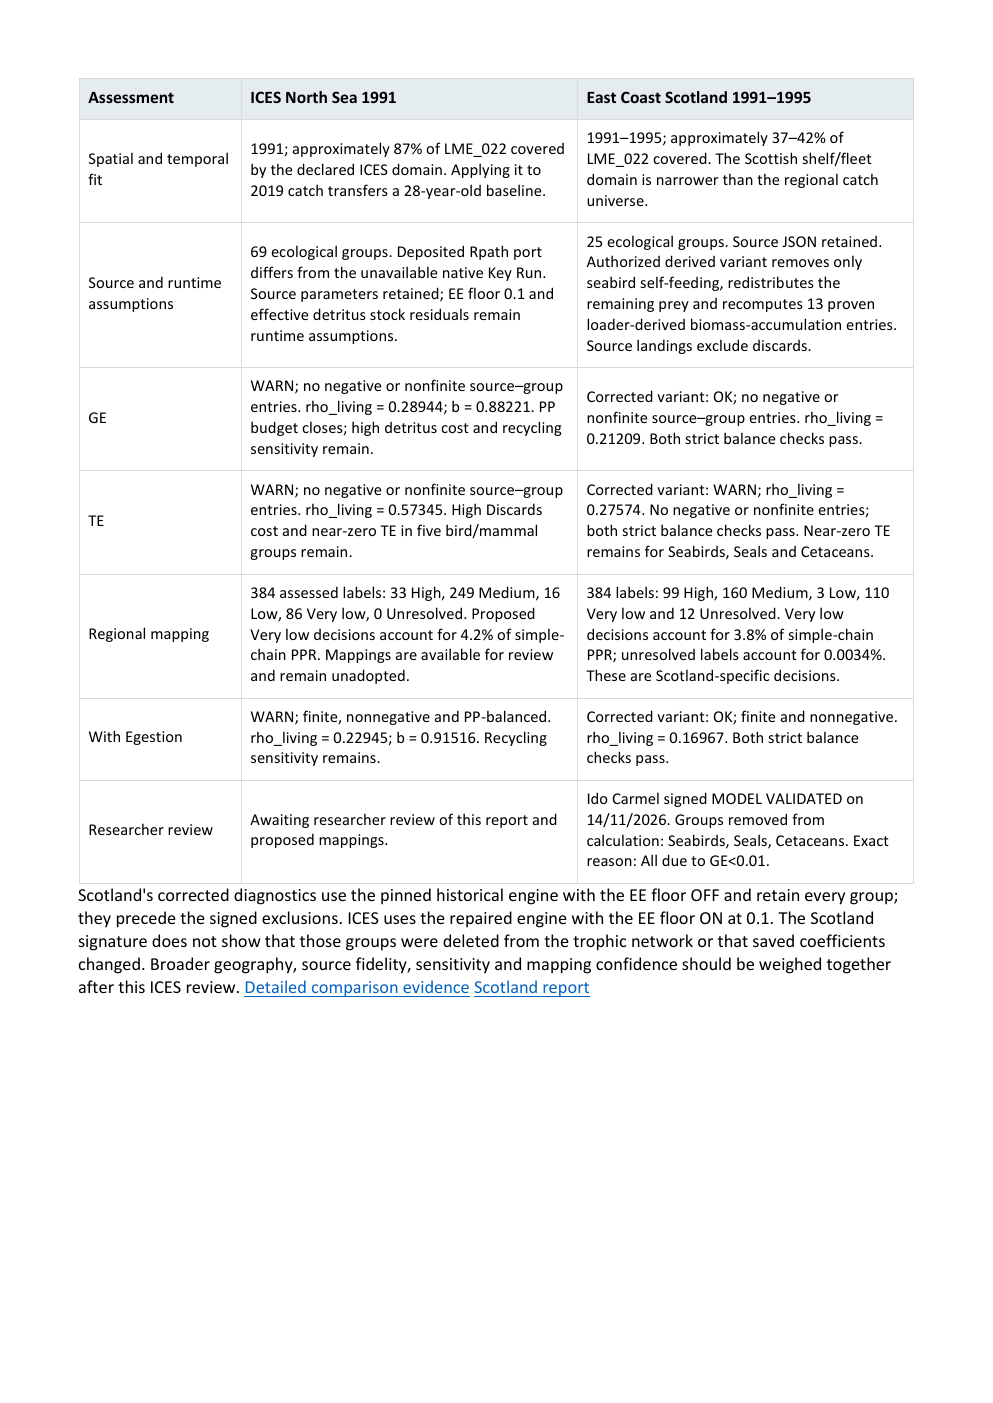 Assessment
ICES North Sea 1991
East Coast Scotland 1991–1995
Spatial and temporal
fit
1991; approximately 87% of LME_022 covered
by the declared ICES domain. Applying it to
2019 catch transfers a 28-year-old baseline.
1991–1995; approximately 37–42% of
LME_022 covered. The Scottish shelf/fleet
domain is narrower than the regional catch
universe.
Source and runtime
assumptions
69 ecological groups. Deposited Rpath port
differs from the unavailable native Key Run.
Source parameters retained; EE floor 0.1 and
effective detritus stock residuals remain
runtime assumptions.
25 ecological groups. Source JSON retained.
Authorized derived variant removes only
seabird self-feeding, redistributes the
remaining prey and recomputes 13 proven
loader-derived biomass-accumulation entries.
Source landings exclude discards.
GE
WARN; no negative or nonfinite source–group
entries. rho_living = 0.28944; b = 0.88221. PP
budget closes; high detritus cost and recycling
sensitivity remain.
Corrected variant: OK; no negative or
nonfinite source–group entries. rho_living =
0.21209. Both strict balance checks pass.
TE
WARN; no negative or nonfinite source–group
entries. rho_living = 0.57345. High Discards
cost and near-zero TE in five bird/mammal
groups remain.
Corrected variant: WARN; rho_living =
0.27574. No negative or nonfinite entries;
both strict balance checks pass. Near-zero TE
remains for Seabirds, Seals and Cetaceans.
Regional mapping
384 assessed labels: 33 High, 249 Medium, 16
Low, 86 Very low, 0 Unresolved. Proposed
Very low decisions account for 4.2% of simple-
chain PPR. Mappings are available for review
and remain unadopted.
384 labels: 99 High, 160 Medium, 3 Low, 110
Very low and 12 Unresolved. Very low
decisions account for 3.8% of simple-chain
PPR; unresolved labels account for 0.0034%.
These are Scotland-specific decisions.
With Egestion
WARN; finite, nonnegative and PP-balanced.
rho_living = 0.22945; b = 0.91516. Recycling
sensitivity remains.
Corrected variant: OK; finite and nonnegative.
rho_living = 0.16967. Both strict balance
checks pass.
Researcher review
Awaiting researcher review of this report and
proposed mappings.
Ido Carmel signed MODEL VALIDATED on
14/11/2026. Groups removed from
calculation: Seabirds, Seals, Cetaceans. Exact
reason: All due to GE<0.01.
Scotland's corrected diagnostics use the pinned historical engine with the EE floor OFF and retain every group;
they precede the signed exclusions. ICES uses the repaired engine with the EE floor ON at 0.1. The Scotland
signature does not show that those groups were deleted from the trophic network or that saved coefficients
changed. Broader geography, source fidelity, sensitivity and mapping confidence should be weighed together
after this ICES review. Detailed comparison evidence Scotland report